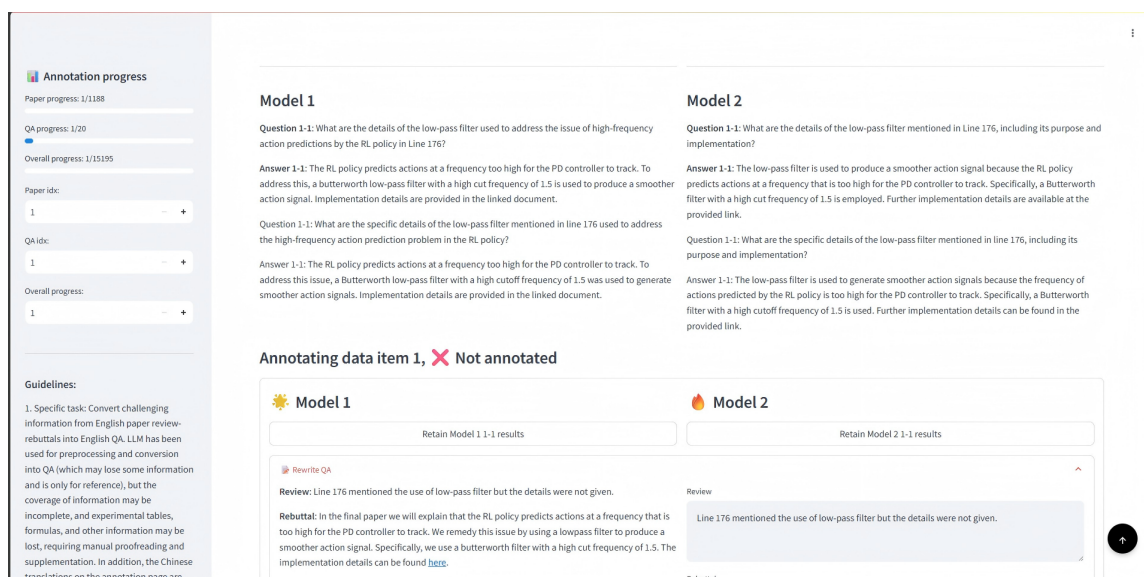 Annotation progress
Paper progress: 1/1188
QA progress: 1/20
Overall progress: 1/15195
Paper idx:
1
QA idx:
1
Overall progress:
1
Guidelines:
1. Specific task: Convert challenging
information from English paper review-
rebuttals into English QA. LLM has been
used for preprocessing and conversion
into QA (which may lose some information
and is only for reference), but the
coverage of information may be
incomplete, and experimental tables,
formulas, and other information may be
lost, requiring manual proofreading and
supplementation. In addition, the Chinese
translations on the annotation page are
Model 1
Question 1-1: What are the details of the low-pass filter used to address the issue of high-frequency
action predictions by the RL policy in Line 176?
Answer 1-1: The RL policy predicts actions at a frequency too high for the PD controller to track. To
address this, a butterworth low-pass filter with a high cut frequency of 1.5 is used to produce a smoother
action signal. Implementation details are provided in the linked document.
Question 1-1: What are the specific details of the low-pass filter mentioned in line 176 used to address
the high-frequency action prediction problem in the RL policy?
Answer 1-1: The RL policy predicts actions at a frequency too high for the PD controller to track. To
address this issue, a Butterworth low-pass filter with a high cutoff frequency of 1.5 was used to generate
smoother action signals. Implementation details are provided in the linked document.
Model 2
Question 1-1: What are the details of the low-pass filter mentioned in Line 176, including its purpose and
implementation?
Answer 1-1: The low-pass filter is used to produce a smoother action signal because the RL policy
predicts actions at a frequency that is too high for the PD controller to track. Specifically, a Butterworth
filter with a high cut frequency of 1.5 is employed. Further implementation details are available at the
provided link.
Question 1-1: What are the specific details of the low-pass filter mentioned in line 176, including its
purpose and implementation?
Answer 1-1: The low-pass filter is used to generate smoother action signals because the frequency of
actions predicted by the RL policy is too high for the PD controller to track. Specifically, a Butterworth
filter with a high cutoff frequency of 1.5 is used. Further implementation details can be found in the
provided link.
Annotating data item 1, ❌ Not annotated
Model 1
Retain Model 1 1-1 results
Model 2
Retain Model 2 1-1 results
Rewrite QA
Review: Line 176 mentioned the use of low-pass filter but the details were not given.
Rebuttal: In the final paper we will explain that the RL policy predicts actions at a frequency that is
too high for the PD controller to track. We remedy this issue by using a lowpass filter to produce a
smoother action signal. Specifically, we use a butterworth filter with a high cut frequency of 1.5. The
implementation details can be found here.
Review
Line 176 mentioned the use of low-pass filter but the details were not given.